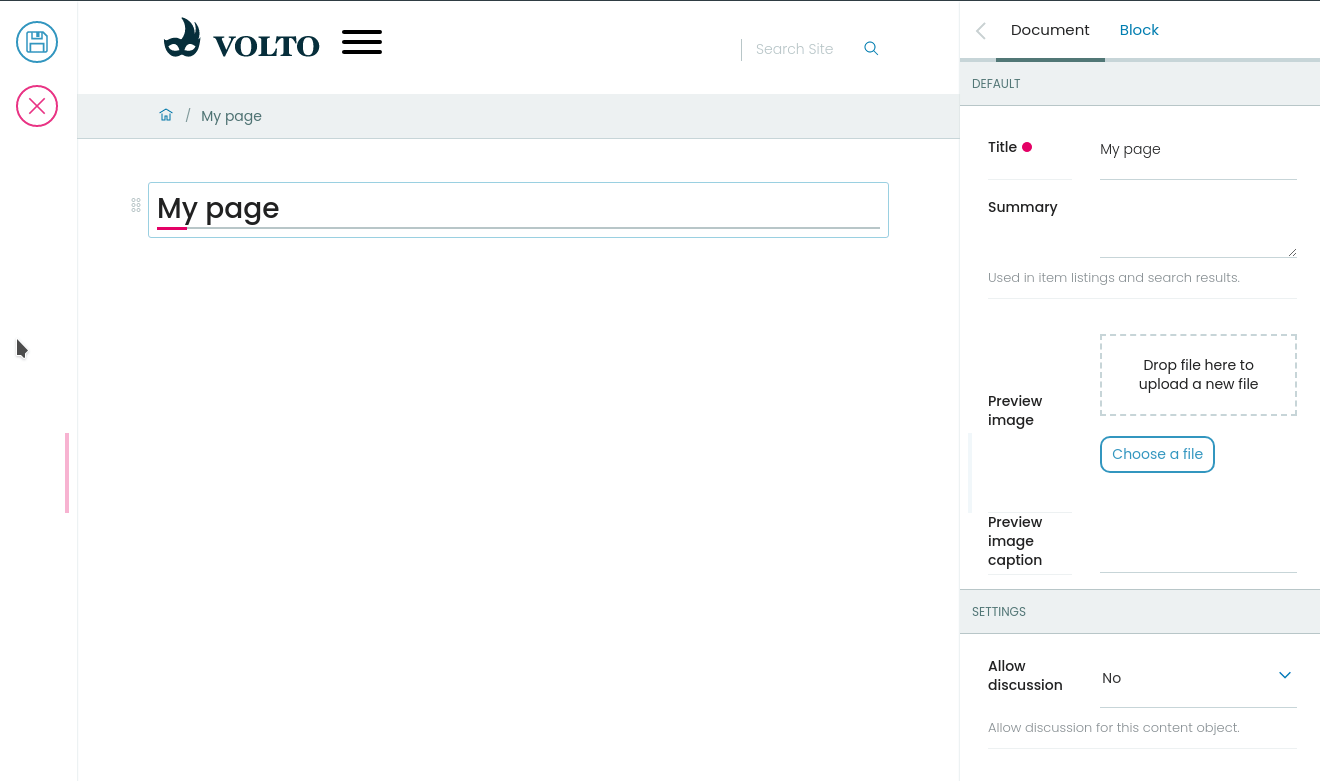 VOLTO
Search Site
/ My page
My page
Document Block
DEFAULT
Title My page
Summary
Used in item listings and search results.
Drop file here to
upload a new file
Preview
image
Choose a file
Preview
image
caption
SETTINGS
Allow
discussion
No
Allow discussion for this content object.